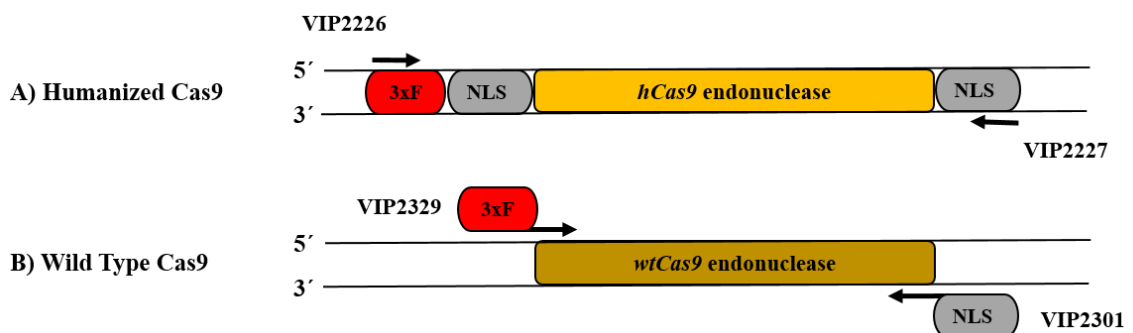 VIP2226
A) Humanized Cas9
5´
3xF NLS hCas9 endonuclease NLS
3´
VIP2227
VIP2329 3xF
B) Wild Type Cas9
5´
wtCas9 endonuclease
3´
NLS VIP2301